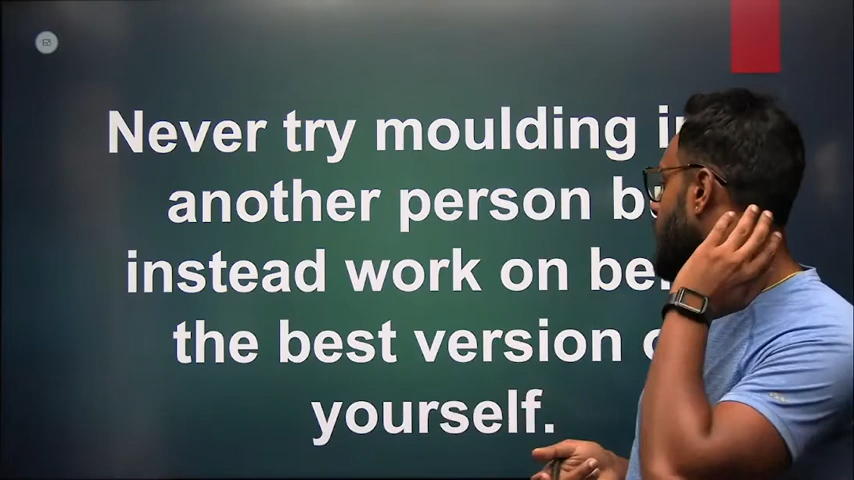 Never try moulding
another person
instead work on
the best version
yourself.